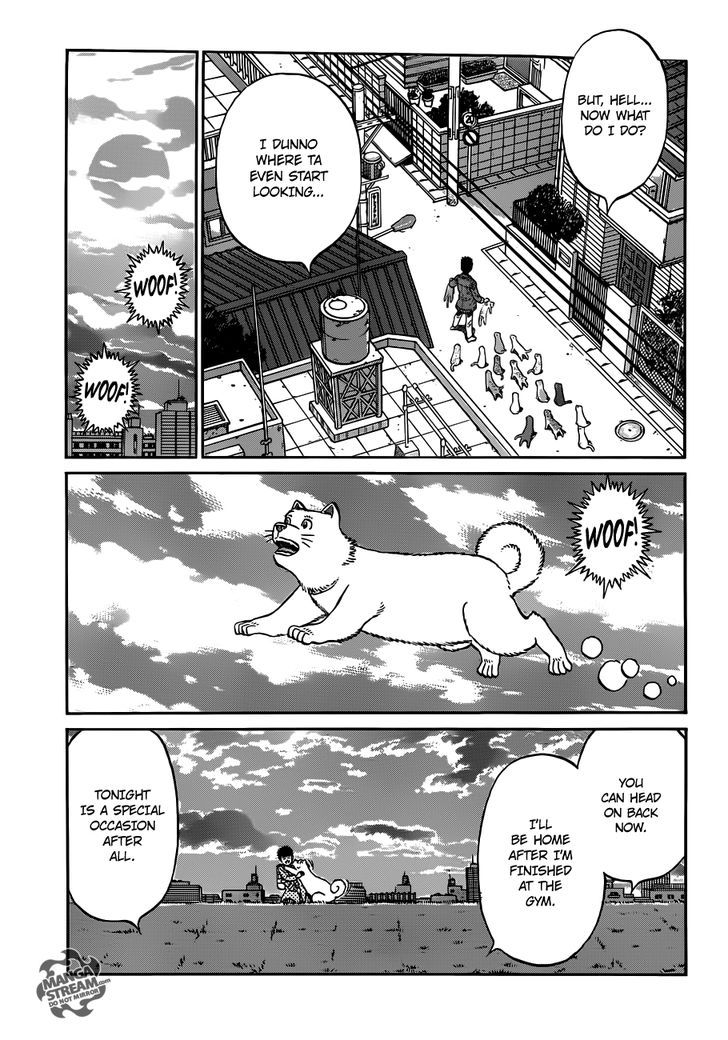 BUT, HELL...
NOW WHAT
DO I DO?
I DUNNO
WHERE TA
EVEN START
LOOKING...
WOOF!
WOOF!
WOOF!
YOU
CAN HEAD
ON BACK
NOW.
I'LL
BE HOME
AFTER I'M
FINISHED
AT THE
GYM.
TONIGHT
IS A SPECIAL
OCCASION
AFTER
ALL.
MANGA
STREAM.COM
DO NOT MIRROR